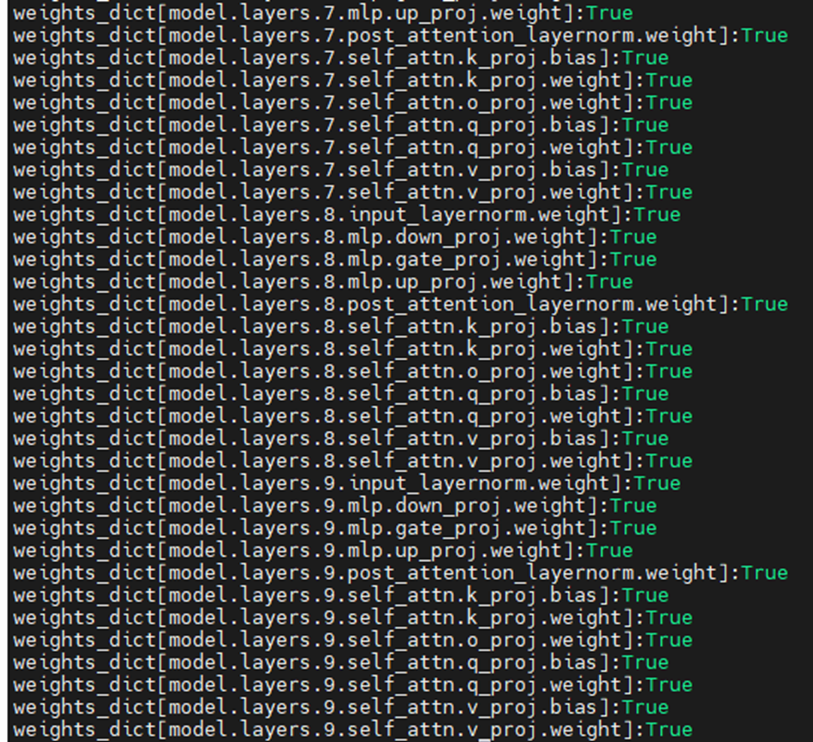 weights_dict[model.layers.7.mlp.up_proj.weight]:True
weights_dict[model.layers.7.post_attention_layernorm.weight]:True
weights_dict[model.layers.7.self_attn.k_proj.bias]:True
weights_dict[model.layers.7.self_attn.k_proj.weight]:True
weights_dict[model.layers.7.self_attn.o_proj.weight]:True
weights_dict[model.layers.7.self_attn.q_proj.bias]:True
weights_dict[model.layers.7.self_attn.q_proj.weight]:True
weights_dict[model.layers.7.self_attn.v_proj.bias]:True
weights_dict[model.layers.7.self_attn.v_proj.weight]:True
weights_dict[model.layers.8.input_layernorm.weight]:True
weights_dict[model.layers.8.mlp.down_proj.weight]:True
weights_dict[model.layers.8.mlp.gate_proj.weight]:True
weights_dict[model.layers.8.mlp.up_proj.weight]:True
weights_dict[model.layers.8.post_attention_layernorm.weight]:True
weights_dict[model.layers.8.self_attn.k_proj.bias]:True
weights_dict[model.layers.8.self_attn.k_proj.weight]:True
weights_dict[model.layers.8.self_attn.o_proj.weight]:True
weights_dict[model.layers.8.self_attn.q_proj.bias]:True
weights_dict[model.layers.8.self_attn.q_proj.weight]:True
weights_dict[model.layers.8.self_attn.v_proj.bias]:True
weights_dict[model.layers.8.self_attn.v_proj.weight]:True
weights_dict[model.layers.9.input_layernorm.weight]:True
weights_dict[model.layers.9.mlp.down_proj.weight]:True
weights_dict[model.layers.9.mlp.gate_proj.weight]:True
weights_dict[model.layers.9.mlp.up_proj.weight]:True
weights_dict[model.layers.9.post_attention_layernorm.weight]:True
weights_dict[model.layers.9.self_attn.k_proj.bias]:True
weights_dict[model.layers.9.self_attn.k_proj.weight]:True
weights_dict[model.layers.9.self_attn.o_proj.weight]:True
weights_dict[model.layers.9.self_attn.q_proj.bias]:True
weights_dict[model.layers.9.self_attn.q_proj.weight]:True
weights_dict[model.layers.9.self_attn.v_proj.bias]:True
weights_dict[model.layers.9.self_attn.v_proj.weight]:True